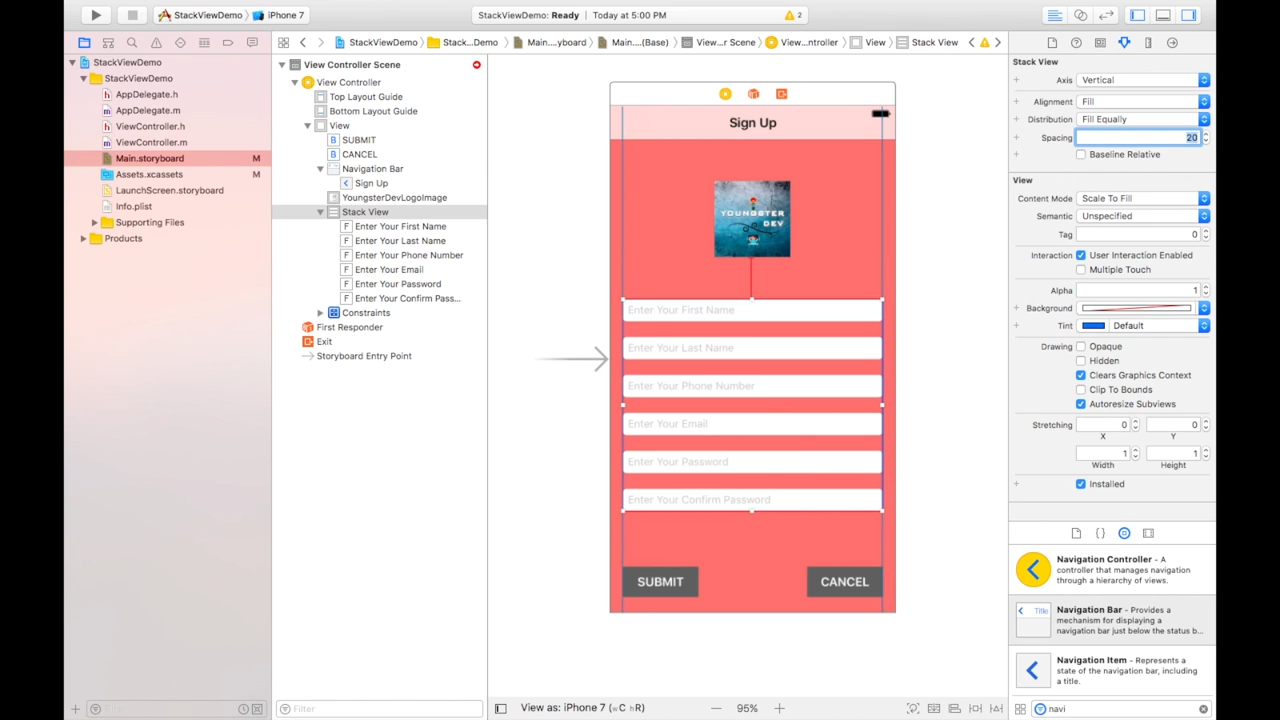 StackViewDemo iPhone 7
StackViewDemo: Ready | Today at 5:00 PM
2
StackViewDemo
StackViewDemo
AppDelegate.h
AppDelegate.m
ViewController.h
ViewController.m
Main.storyboard M
Assets.xcassets M
LaunchScreen.storyboard
Info.plist
Supporting Files
Products
Filter
StackViewDemo Stack...Demo Main....yboard Main....(Base) View...r Scene View...ntroller View Stack View
View Controller Scene
View Controller
Top Layout Guide
Bottom Layout Guide
View
B SUBMIT
B CANCEL
Navigation Bar
Sign Up
YoungsterDevLogoImage
Stack View
F Enter Your First Name
F Enter Your Last Name
F Enter Your Phone Number
F Enter Your Email
F Enter Your Password
F Enter Your Confirm Pass...
Constraints
First Responder
Exit
Storyboard Entry Point
Filter
Sign Up
YOUNGSTER
DEV
Enter Your First Name
Enter Your Last Name
Enter Your Phone Number
Enter Your Email
Enter Your Password
Enter Your Confirm Password
SUBMIT CANCEL
View as: iPhone 7 (wC hR)
95%
Stack View
Axis Vertical
Alignment Fill
Distribution Fill Equally
Spacing 20
Baseline Relative
View
Content Mode Scale To Fill
Semantic Unspecified
Tag 0
Interaction User Interaction Enabled
Multiple Touch
Alpha 1
Background
Tint Default
Drawing Opaque
Hidden
Clears Graphics Context
Clip To Bounds
Autoresize Subviews
Stretching 0 0
X Y
1 1
Width Height
Installed
Navigation Controller - A
controller that manages navigation
through a hierarchy of views.
Title
Navigation Bar - Provides a
mechanism for displaying a
navigation bar just below the status b...
Navigation Item - Represents a
state of the navigation bar, including
a title.
navi